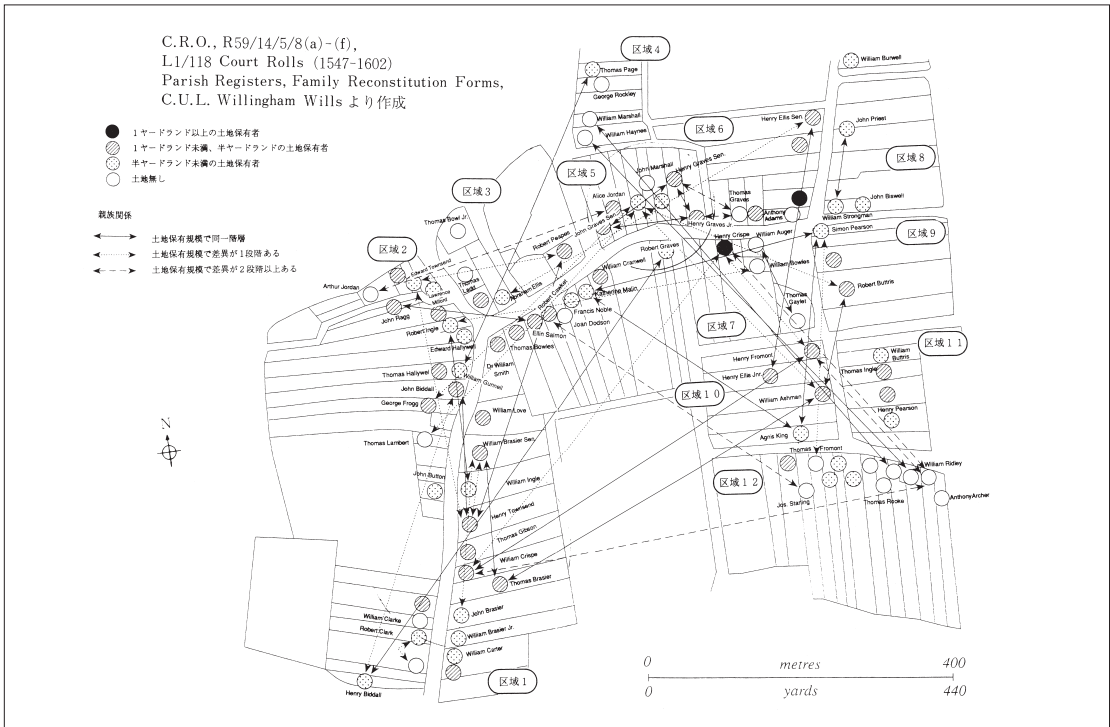 C.R.O., R59/14/5/8(a)-(f),
L1/118 Court Rolls (1547-1602)
Parish Registers, Family Reconstitution Forms,
C.U.L. Willingham Wills より作成
1ヤードランド以上の土地保有者
1ヤードランド未満、半ヤードランドの土地保有者
半ヤードランド未満の土地保有者
土地無し
親族関係
土地保有規模で同一階層
土地保有規模で差異が1段階ある
土地保有規模で差異が2段階以上ある
区域4
Thomas Page
George Rockley
William Marshall
William Haynes
William Burwell
区域6
Henry Ellis Sen.
John Priest
区域8
区域5
John Marshall
Henry Graves Sen.
Alice Jordan
John Graves Sen.
Thomas Graves
Anthony Adams
Henry Graves Jr.
John Biswell
William Strongman
Simon Pearson
区域9
区域3
Thomas Bowl Jr.
Robert Pespes
Henry Crispe
William Auger
Robert Graves
William Bowles
William Cranwell
区域2
Edward Townsend
Arthur Jordan
Lawrence Milford
Abraham Ellis
Katherine Malin
Robert Buttris
Thomas Gaylet
Francis Noble
Joan Dodson
John Ragg
Robert Ingle
Ellin Salmon
Thomas Bowles
Edward Hallywell
Dr William Smith
区域7
Henry Fromont
Henry Ellis Jnr.
William Buttris
区域11
Thomas Ingle
Thomas Hallywel
William Gunnell
John Biddall
George Frogg
William Love
区域10
William Ashman
Henry Pearson
Agnis King
Thomas Lambert
William Brasier Sen.
Thomas Fromont
William Ridley
N
John Button
William Ingle
区域12
Jos. Starling
Thomas Rooke
Anthony Archer
Henry Townsend
Thomas Gibson
William Crispe
Thomas Brasier
John Brasier
William Clarke
Robert Clark
William Brasier Jr.
William Carter
区域1
Henry Biddall
0 metres 400
0 yards 440